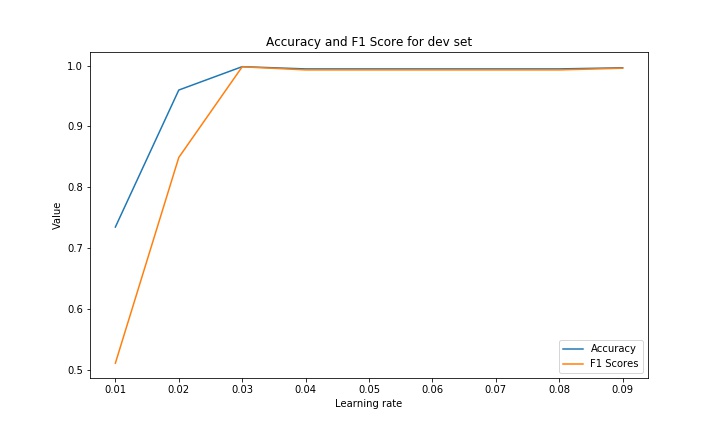 Accuracy and F1 Score for dev set
1.0
0.9
0.8
0.7
0.6
0.5
Value
0.01 0.02 0.03 0.04 0.05 0.06 0.07 0.08 0.09
Learning rate
Accuracy
F1 Scores